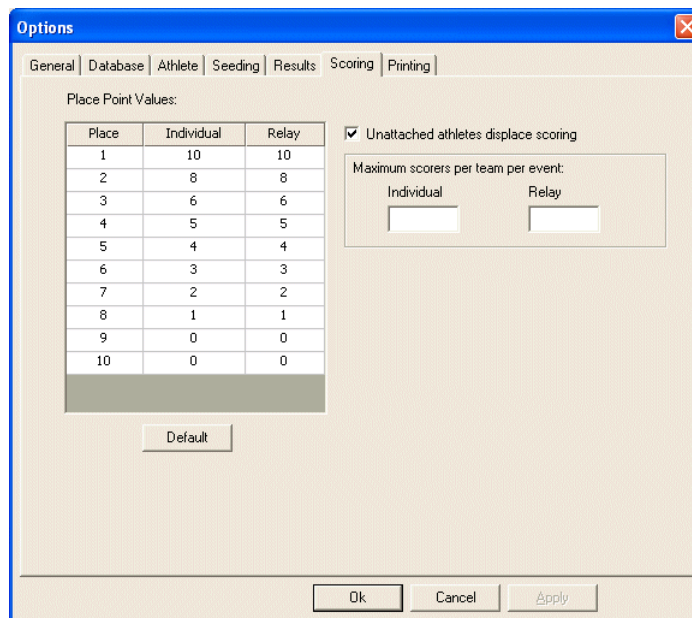 Options
General Database Athlete Seeding Results Scoring Printing
Place Point Values:
Place Individual Relay
1 10 10
2 8 8
3 6 6
4 5 5
5 4 4
6 3 3
7 2 2
8 1 1
9 0 0
10 0 0
Default
Unattached athletes displace scoring
Maximum scorers per team per event:
Individual Relay
Ok Cancel Apply